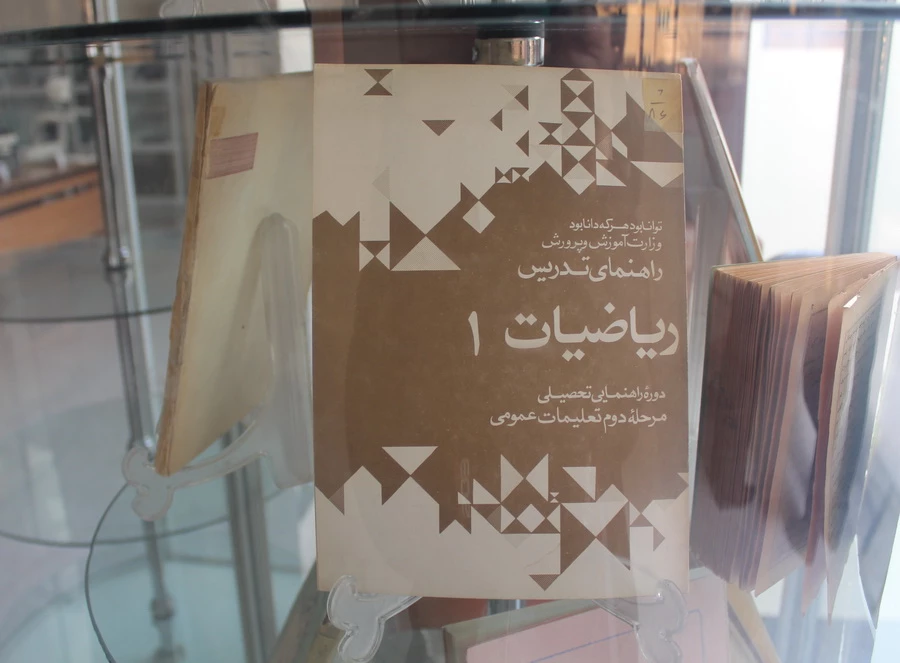 توانا بود هر که دانا بود
وزارت آموزش و پرورش
راهنمای تدریس
ریاضیات ۱
دورهٔ راهنمایی تحصیلی
مرحلهٔ دوم تعلیمات عمومی